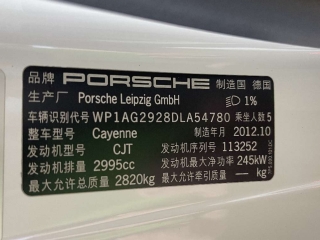 品牌 PORSCHE 制造国 德国
生产厂 Porsche Leipzig GmbH 1%
车辆识别代号 WP1AG2928DLA54780 乘坐人数 5
整车型号 Cayenne 制造年月 2012.10
发动机型号 CJT 发动机序列号 113252
发动机排量 2995cc 发动机最大净功率 245kW
最大允许总质量 2820kg 最大允许牵引质量 — kg